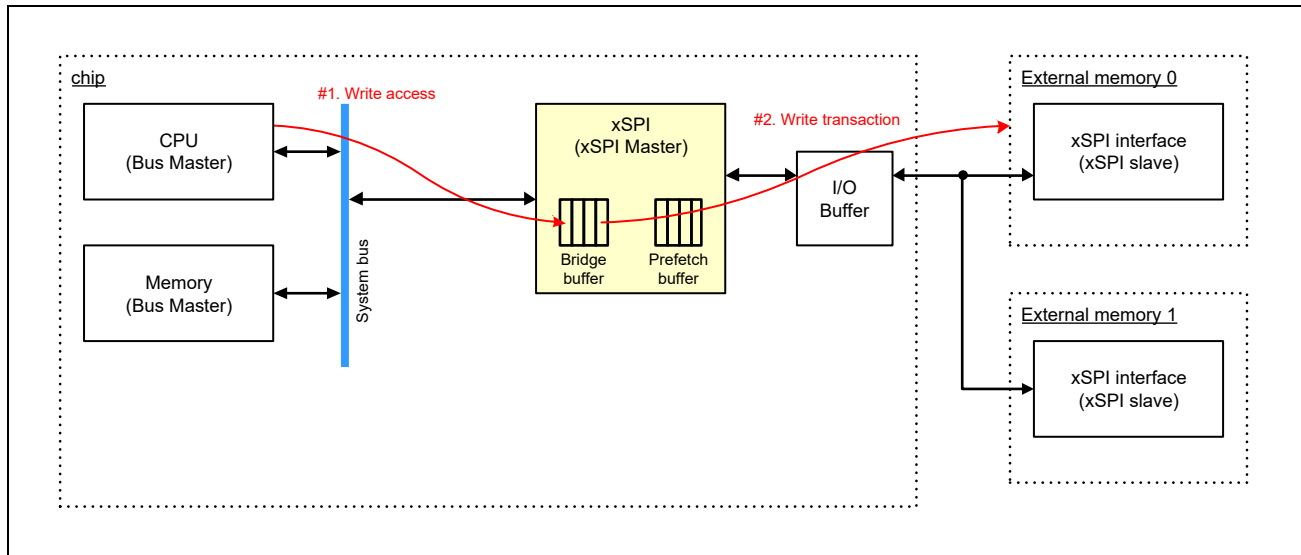 chip
#1. Write access
CPU
(Bus Master)
Memory
(Bus Master)
System bus
xSPI
(xSPI Master)
Bridge
buffer
Prefetch
buffer
#2. Write transaction
I/O
Buffer
External memory 0
xSPI interface
(xSPI slave)
External memory 1
xSPI interface
(xSPI slave)